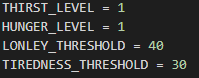 THIRST_LEVEL = 1
HUNGER_LEVEL = 1
LONLEY_THRESHOLD = 40
TIREDNESS_THRESHOLD = 30